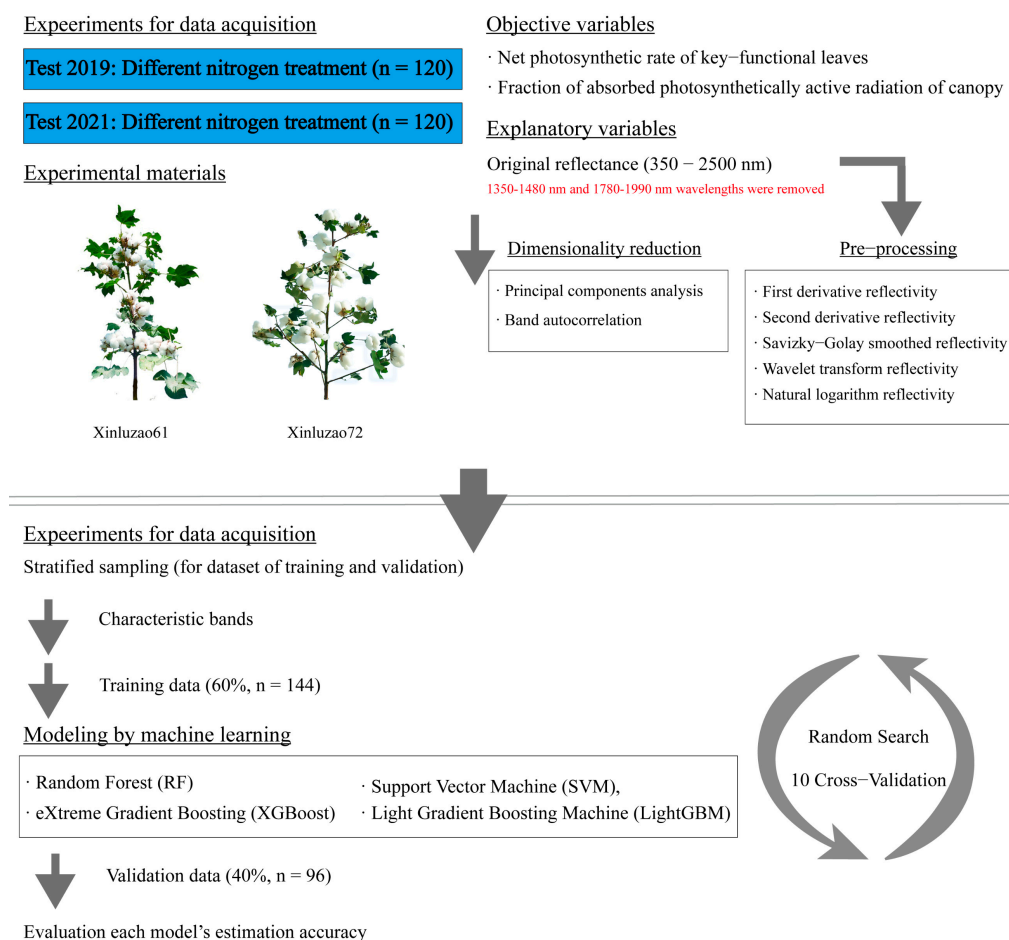 Expeeriments for data acquisition
Test 2019: Different nitrogen treatment (n = 120)
Test 2021: Different nitrogen treatment (n = 120)
Experimental materials
Xinluzao61
Xinluzao72
Objective variables
· Net photosynthetic rate of key−functional leaves
· Fraction of absorbed photosynthetically active radiation of canopy
Explanatory variables
Original reflectance (350 − 2500 nm)
1350-1480 nm and 1780-1990 nm wavelengths were removed
Dimensionality reduction
· Principal components analysis
· Band autocorrelation
Pre−processing
· First derivative reflectivity
· Second derivative reflectivity
· Savizky−Golay smoothed reflectivity
· Wavelet transform reflectivity
· Natural logarithm reflectivity
Expeeriments for data acquisition
Stratified sampling (for dataset of training and validation)
Characteristic bands
Training data (60%, n = 144)
Modeling by machine learning
· Random Forest (RF)
· Support Vector Machine (SVM),
· eXtreme Gradient Boosting (XGBoost)
· Light Gradient Boosting Machine (LightGBM)
Random Search
10 Cross−Validation
Validation data (40%, n = 96)
Evaluation each model’s estimation accuracy